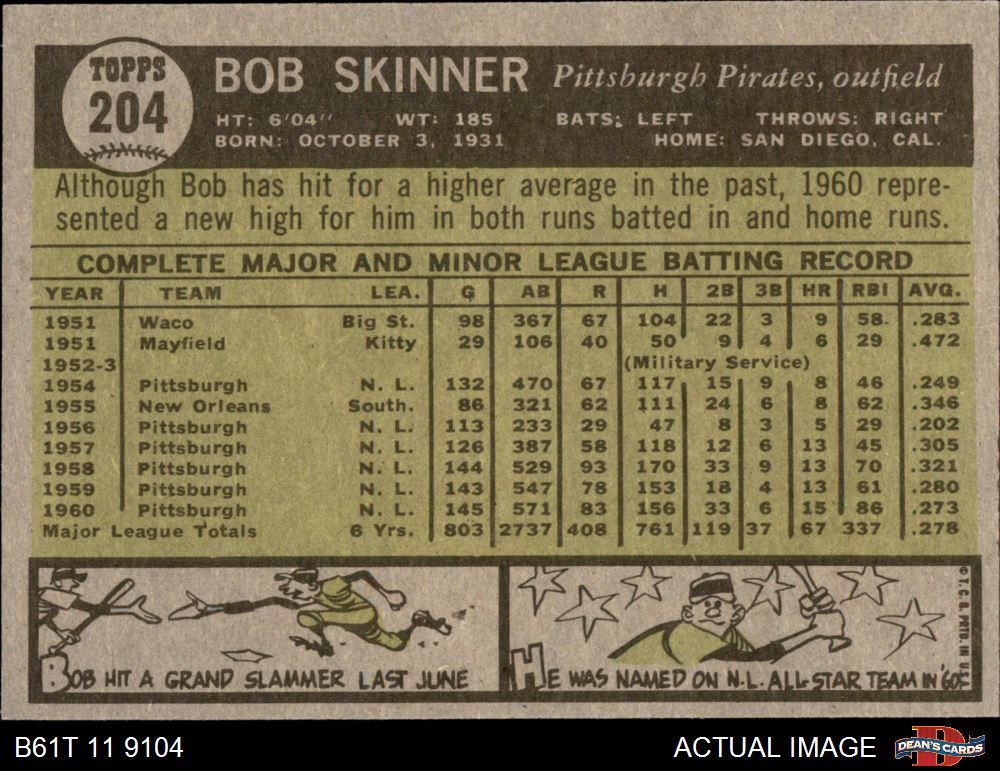 TOPPS
204
BOB SKINNER Pittsburgh Pirates, outfield
HT: 6'04" WT: 185 BATS: LEFT THROWS: RIGHT
BORN: OCTOBER 3, 1931 HOME: SAN DIEGO, CAL.
Although Bob has hit for a higher average in the past, 1960 repre-
sented a new high for him in both runs batted in and home runs.
COMPLETE MAJOR AND MINOR LEAGUE BATTING RECORD
YEAR TEAM LEA. G AB R H 2B 3B HR RBI AVG.
1951 Waco Big St. 98 367 67 104 22 3 9 58 .283
1951 Mayfield Kitty 29 106 40 50 9 4 6 29 .472
1952-3 (Military Service)
1954 Pittsburgh N. L. 132 470 67 117 15 9 8 46 .249
1955 New Orleans South. 86 321 62 111 24 6 8 62 .346
1956 Pittsburgh N. L. 113 233 29 47 8 3 5 29 .202
1957 Pittsburgh N. L. 126 387 58 118 12 6 13 45 .305
1958 Pittsburgh N. L. 144 529 93 170 33 9 13 70 .321
1959 Pittsburgh N. L. 143 547 78 153 18 4 13 61 .280
1960 Pittsburgh N. L. 145 571 83 156 33 6 15 86 .273
Major League Totals 6 Yrs. 803 2737 408 761 119 37 67 337 .278
BOB HIT A GRAND SLAMMER LAST JUNE
HE WAS NAMED ON N.L. ALL-STAR TEAM IN '60!
© T. C. G. PRTD. IN U.S.
B61T 11 9104
ACTUAL IMAGE
D
DEAN'S CARDS